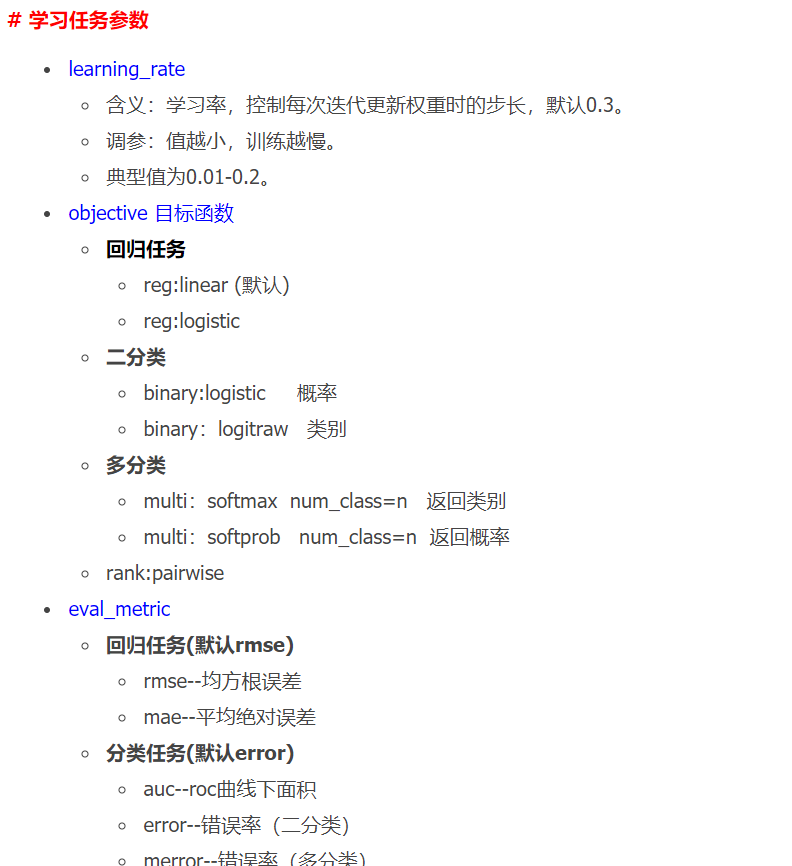 # 学习任务参数
learning_rate
含义：学习率，控制每次迭代更新权重时的步长，默认0.3。
调参：值越小，训练越慢。
典型值为0.01-0.2。
objective 目标函数
回归任务
reg:linear (默认)
reg:logistic
二分类
binary:logistic 概率
binary：logitraw 类别
多分类
multi：softmax num_class=n 返回类别
multi：softprob num_class=n 返回概率
rank:pairwise
eval_metric
回归任务(默认rmse)
rmse--均方根误差
mae--平均绝对误差
分类任务(默认error)
auc--roc曲线下面积
error--错误率（二分类）
merror--错误率（多分类）